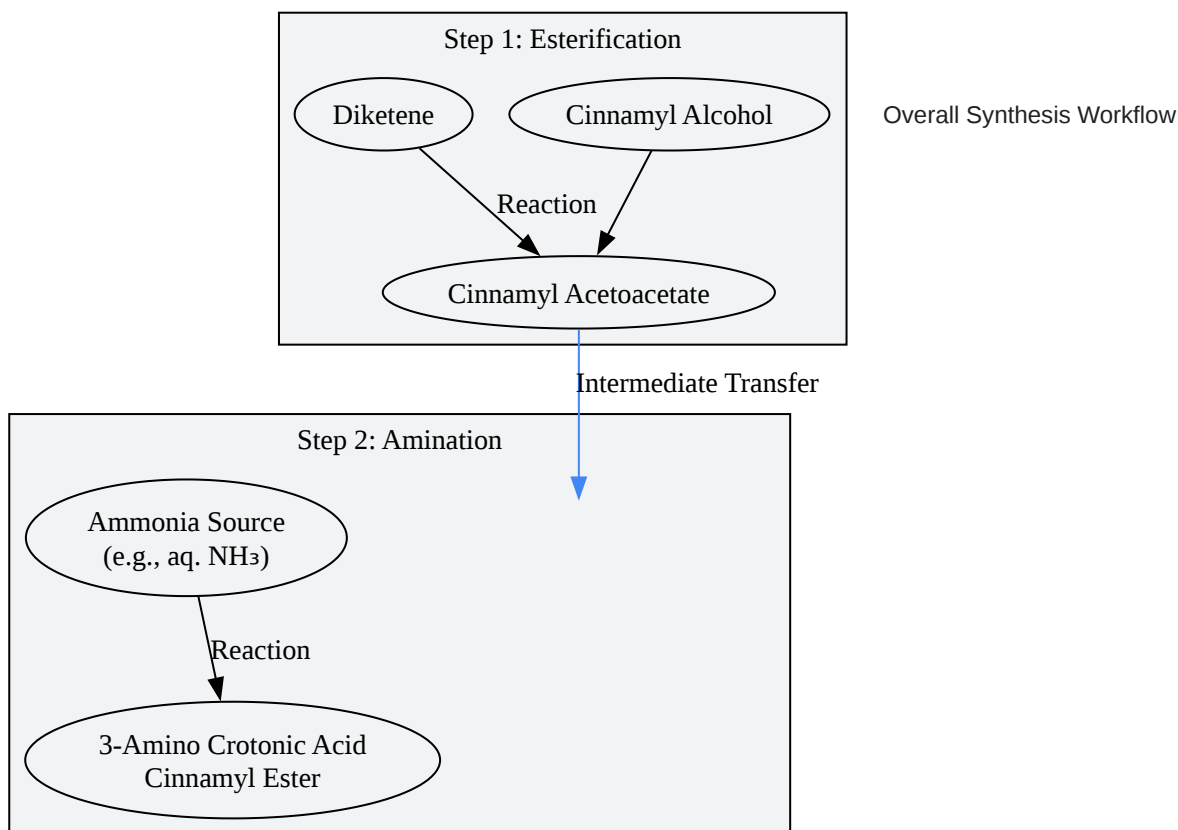 Step 1: Esterification
Diketene
Cinnamyl Alcohol
Overall Synthesis Workflow
Reaction
Cinnamyl Acetoacetate
Intermediate Transfer
Step 2: Amination
Ammonia Source
(e.g., aq. NH₃)
Reaction
3-Amino Crotonic Acid
Cinnamyl Ester